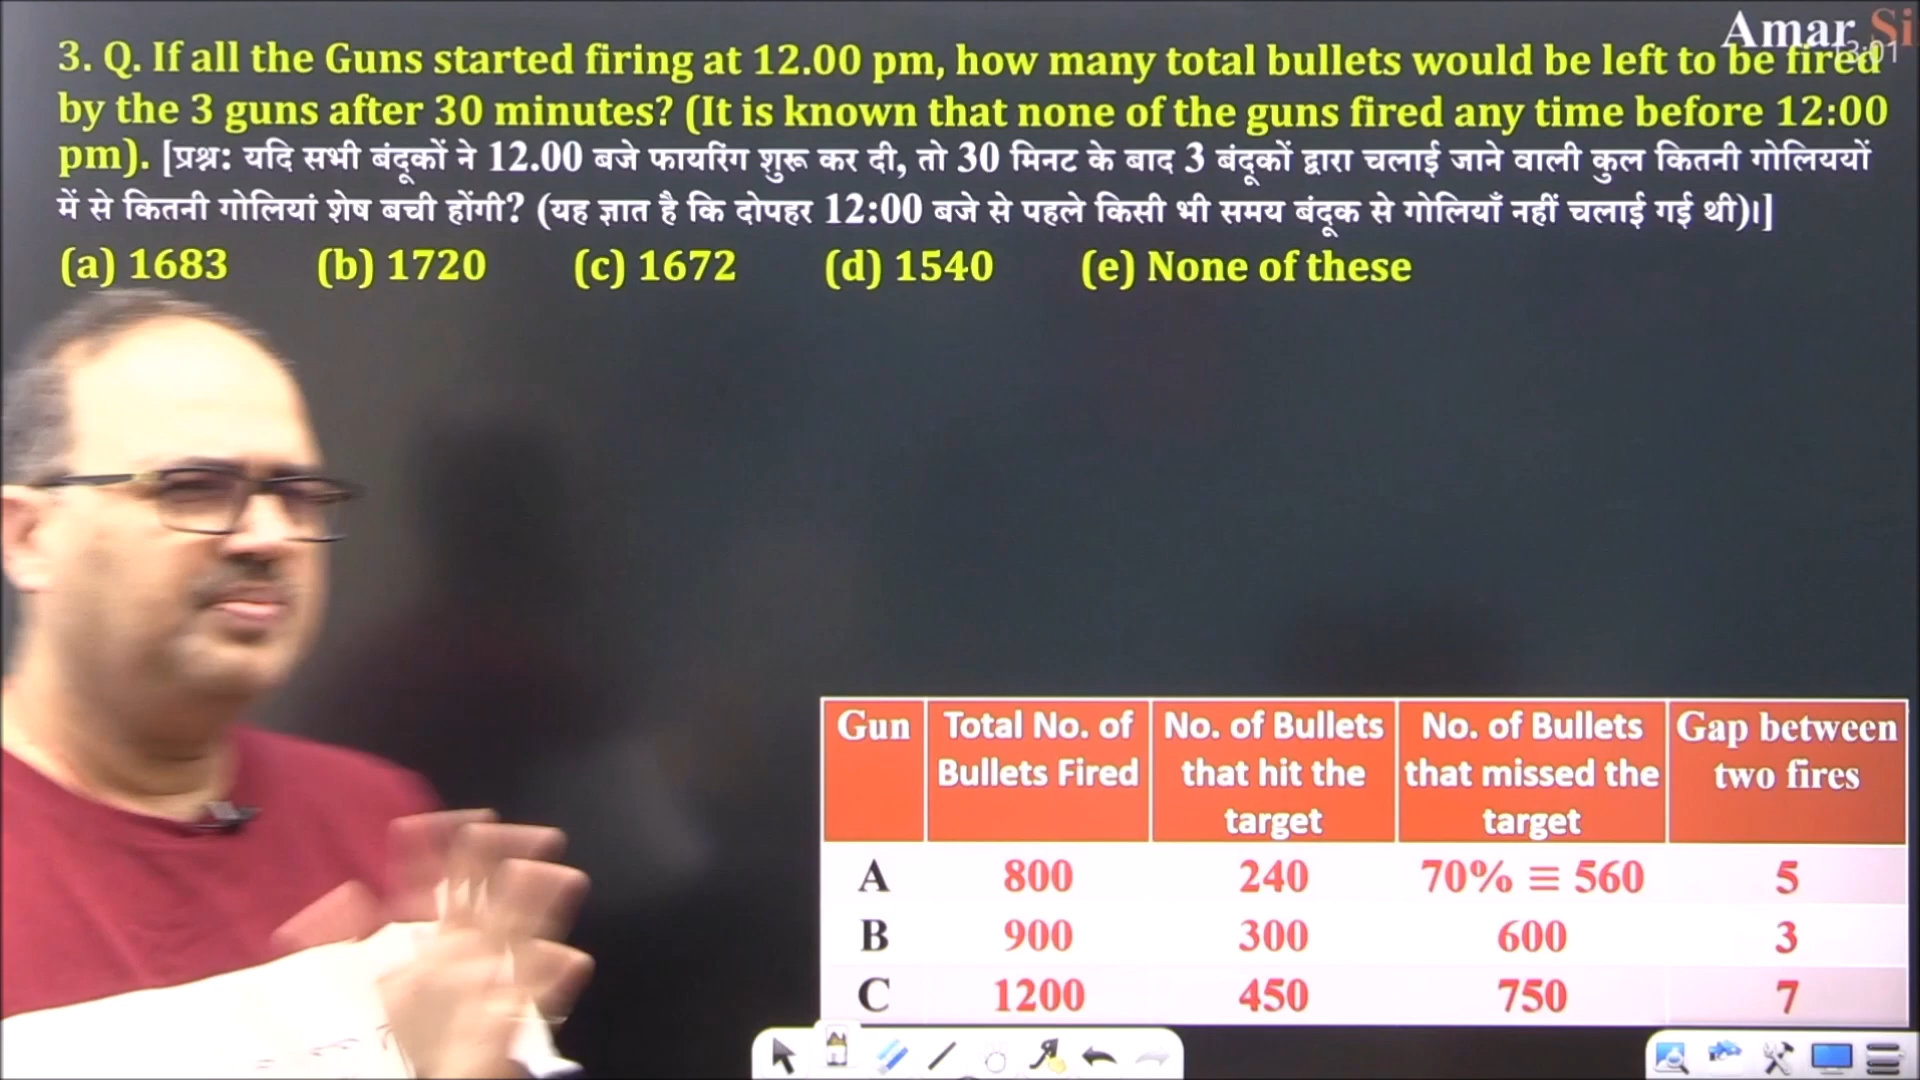 Amar Si
13:01
3. Q. If all the Guns started firing at 12.00 pm, how many total bullets would be left to be fired
by the 3 guns after 30 minutes? (It is known that none of the guns fired any time before 12:00
pm). [प्रश्न: यदि सभी बंदूकों ने 12.00 बजे फायरिंग शुरू कर दी, तो 30 मिनट के बाद 3 बंदूकों द्वारा चलाई जाने वाली कुल कितनी गोलिययों
में से कितनी गोलियां शेष बची होंगी? (यह ज्ञात है कि दोपहर 12:00 बजे से पहले किसी भी समय बंदूक से गोलियाँ नहीं चलाई गई थी)।]
(a) 1683 (b) 1720 (c) 1672 (d) 1540 (e) None of these
Gun Total No. of Bullets Fired No. of Bullets that hit the target No. of Bullets that missed the target Gap between two fires
A 800 240 70% ≡ 560 5
B 900 300 600 3
C 1200 450 750 7